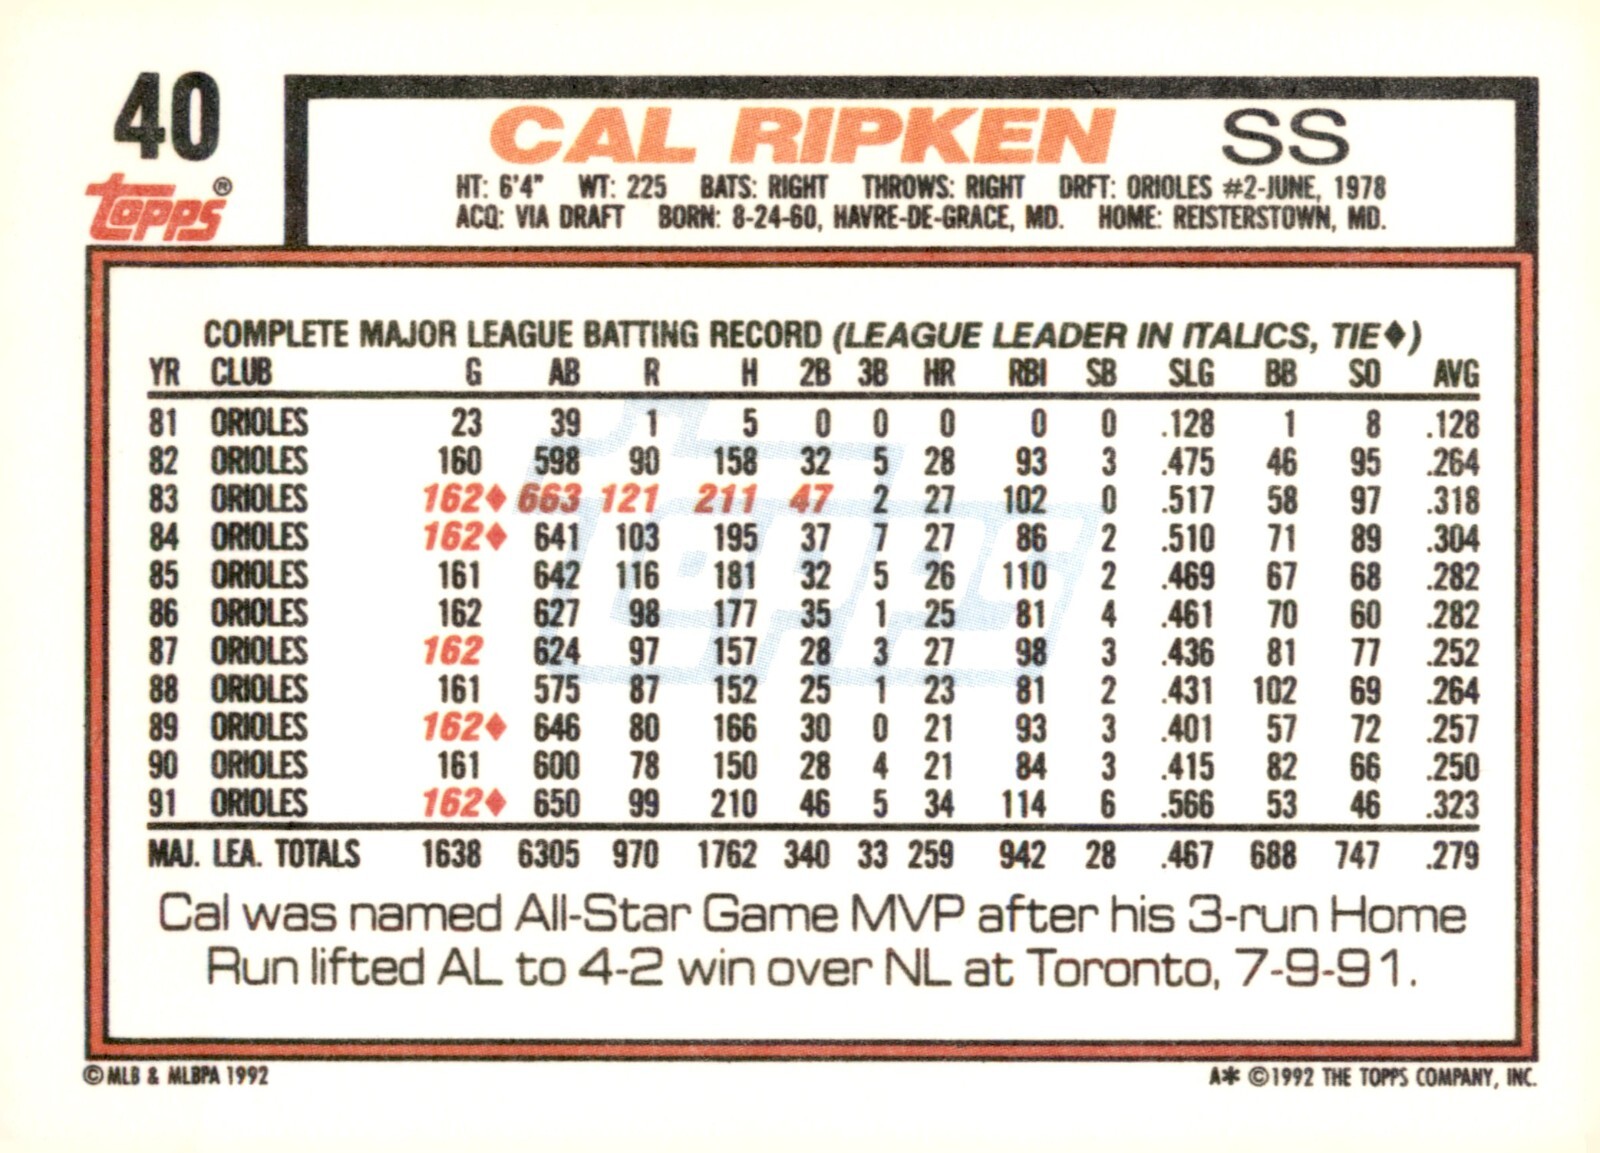 40
CAL RIPKEN SS
Topps®
HT: 6'4" WT: 225 BATS: RIGHT THROWS: RIGHT DRFT: ORIOLES #2-JUNE, 1978
ACQ: VIA DRAFT BORN: 8-24-60, HAVRE-DE-GRACE, MD. HOME: REISTERSTOWN, MD.
COMPLETE MAJOR LEAGUE BATTING RECORD (LEAGUE LEADER IN ITALICS, TIE♦)
YR CLUB G AB R H 2B 3B HR RBI SB SLG BB SO AVG
81 ORIOLES 23 39 1 5 0 0 0 0 0 .128 1 8 .128
82 ORIOLES 160 598 90 158 32 5 28 93 3 .475 46 95 .264
83 ORIOLES 162♦ 663 121 211 47 2 27 102 0 .517 58 97 .318
84 ORIOLES 162♦ 641 103 195 37 7 27 86 2 .510 71 89 .304
85 ORIOLES 161 642 116 181 32 5 26 110 2 .469 67 68 .282
86 ORIOLES 162 627 98 177 35 1 25 81 4 .461 70 60 .282
87 ORIOLES 162 624 97 157 28 3 27 98 3 .436 81 77 .252
88 ORIOLES 161 575 87 152 25 1 23 81 2 .431 102 69 .264
89 ORIOLES 162♦ 646 80 166 30 0 21 93 3 .401 57 72 .257
90 ORIOLES 161 600 78 150 28 4 21 84 3 .415 82 66 .250
91 ORIOLES 162♦ 650 99 210 46 5 34 114 6 .566 53 46 .323
MAJ. LEA. TOTALS 1638 6305 970 1762 340 33 259 942 28 .467 688 747 .279
Topps
Cal was named All-Star Game MVP after his 3-run Home
Run lifted AL to 4-2 win over NL at Toronto, 7-9-91.
© MLB & MLBPA 1992 A* © 1992 THE TOPPS COMPANY, INC.